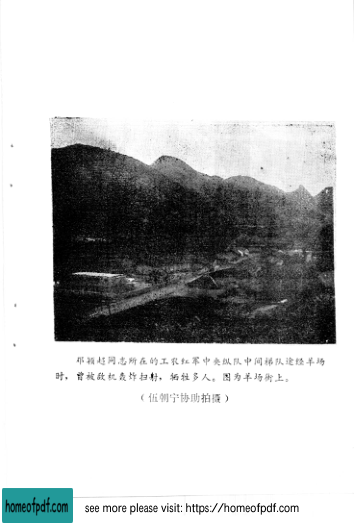 邓颖超同志所在的工农红军中央纵队中间梯队途经羊场
时，曾被敌机轰炸扫射，牺牲多人。图为羊场街上。
（伍朝宁协助拍摄）
homeofpdf.com
see more please visit: https://homeofpdf.com